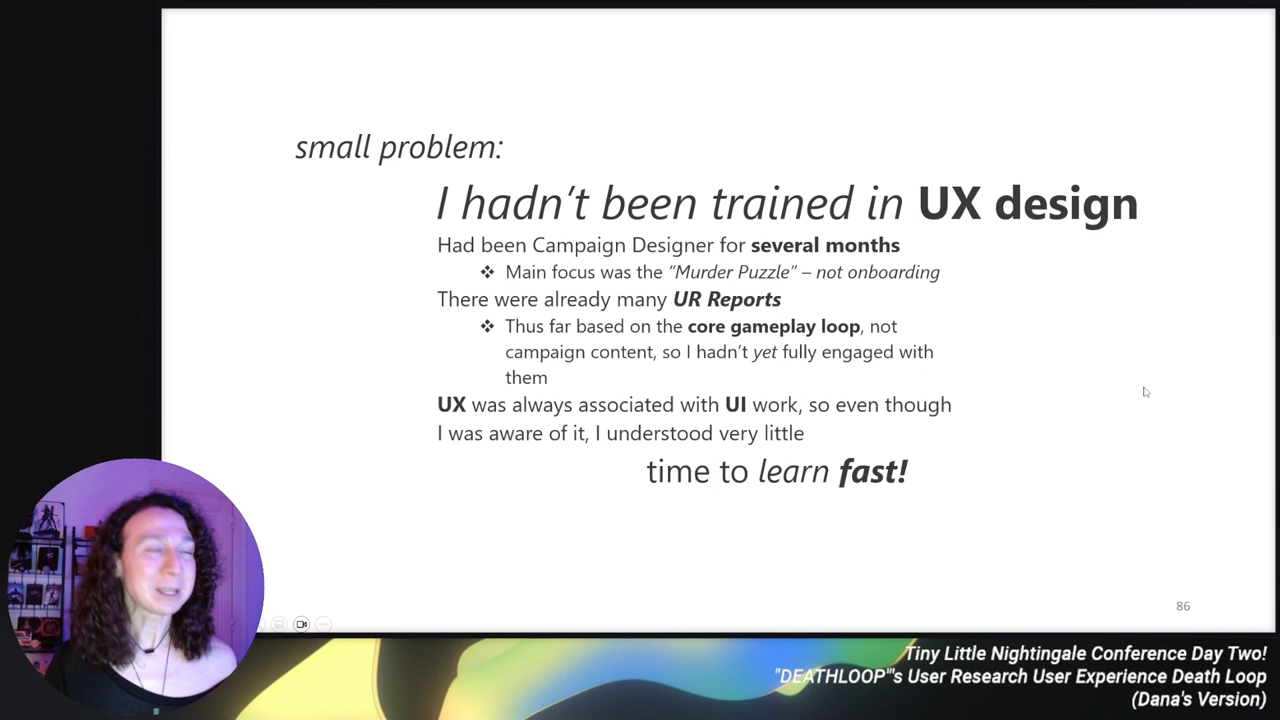 small problem:
I hadn't been trained in UX design
Had been Campaign Designer for several months
❖ Main focus was the "Murder Puzzle" – not onboarding
There were already many UR Reports
❖ Thus far based on the core gameplay loop, not
campaign content, so I hadn't yet fully engaged with
them
UX was always associated with UI work, so even though
I was aware of it, I understood very little
time to learn fast!
86
Tiny Little Nightingale Conference Day Two!
"DEATHLOOP"'s User Research User Experience Death Loop
(Dana's Version)